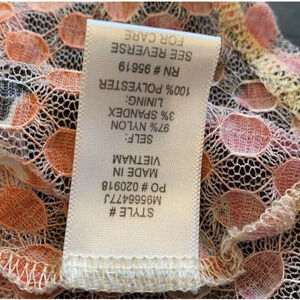 STYLE #
M956647TJ
PO # 020918
MADE IN
VIETNAM
SELF:
97% NYLON
3% SPANDEX
LINING:
100% POLYESTER
RN # 95619
SEE REVERSE
FOR CARE